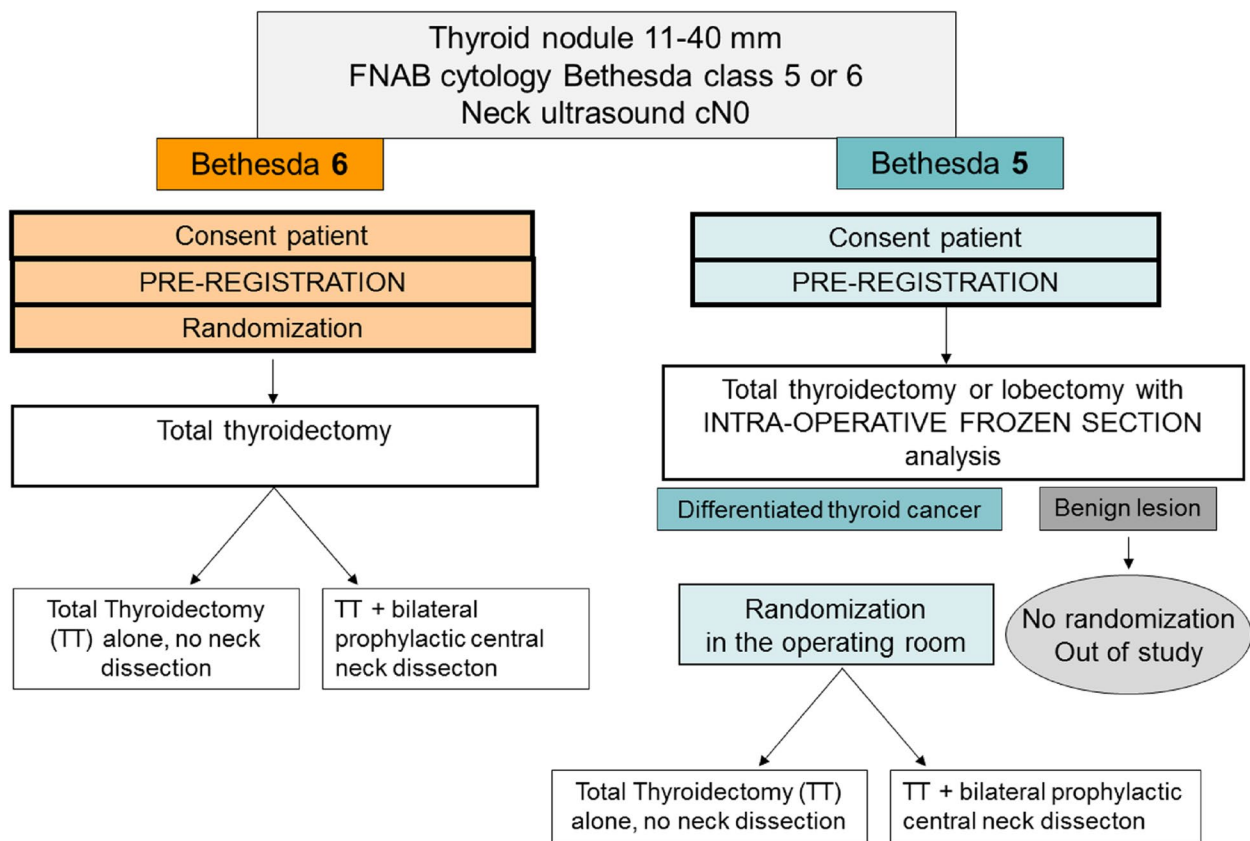 Thyroid nodule 11-40 mm
FNAB cytology Bethesda class 5 or 6
Neck ultrasound cN0
Bethesda 6
Consent patient
PRE-REGISTRATION
Randomization
Total thyroidectomy
Total Thyroidectomy
(TT) alone, no neck
dissection
TT + bilateral
prophylactic central
neck dissecton
Bethesda 5
Consent patient
PRE-REGISTRATION
Total thyroidectomy or lobectomy with
INTRA-OPERATIVE FROZEN SECTION
analysis
Differentiated thyroid cancer
Benign lesion
Randomization
in the operating room
No randomization
Out of study
Total Thyroidectomy (TT)
alone, no neck dissection
TT + bilateral prophylactic
central neck dissecton